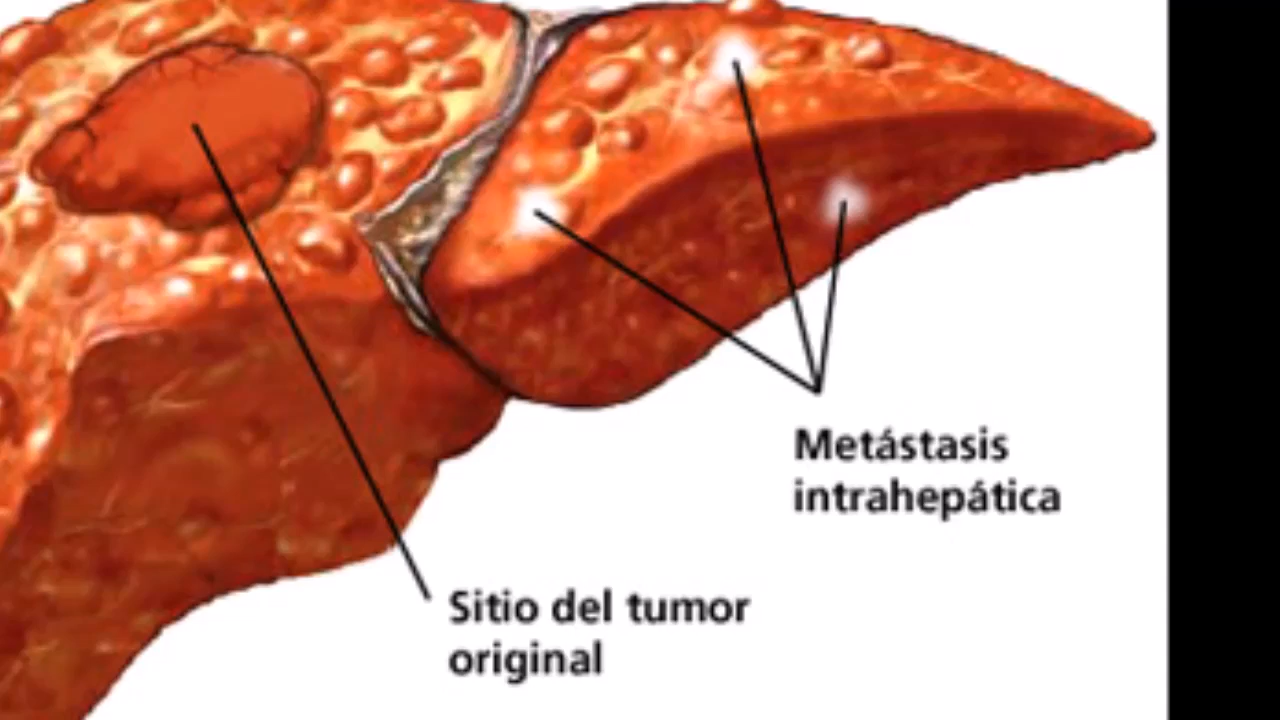 Metástasis
intrahepática
Sitio del tumor
original